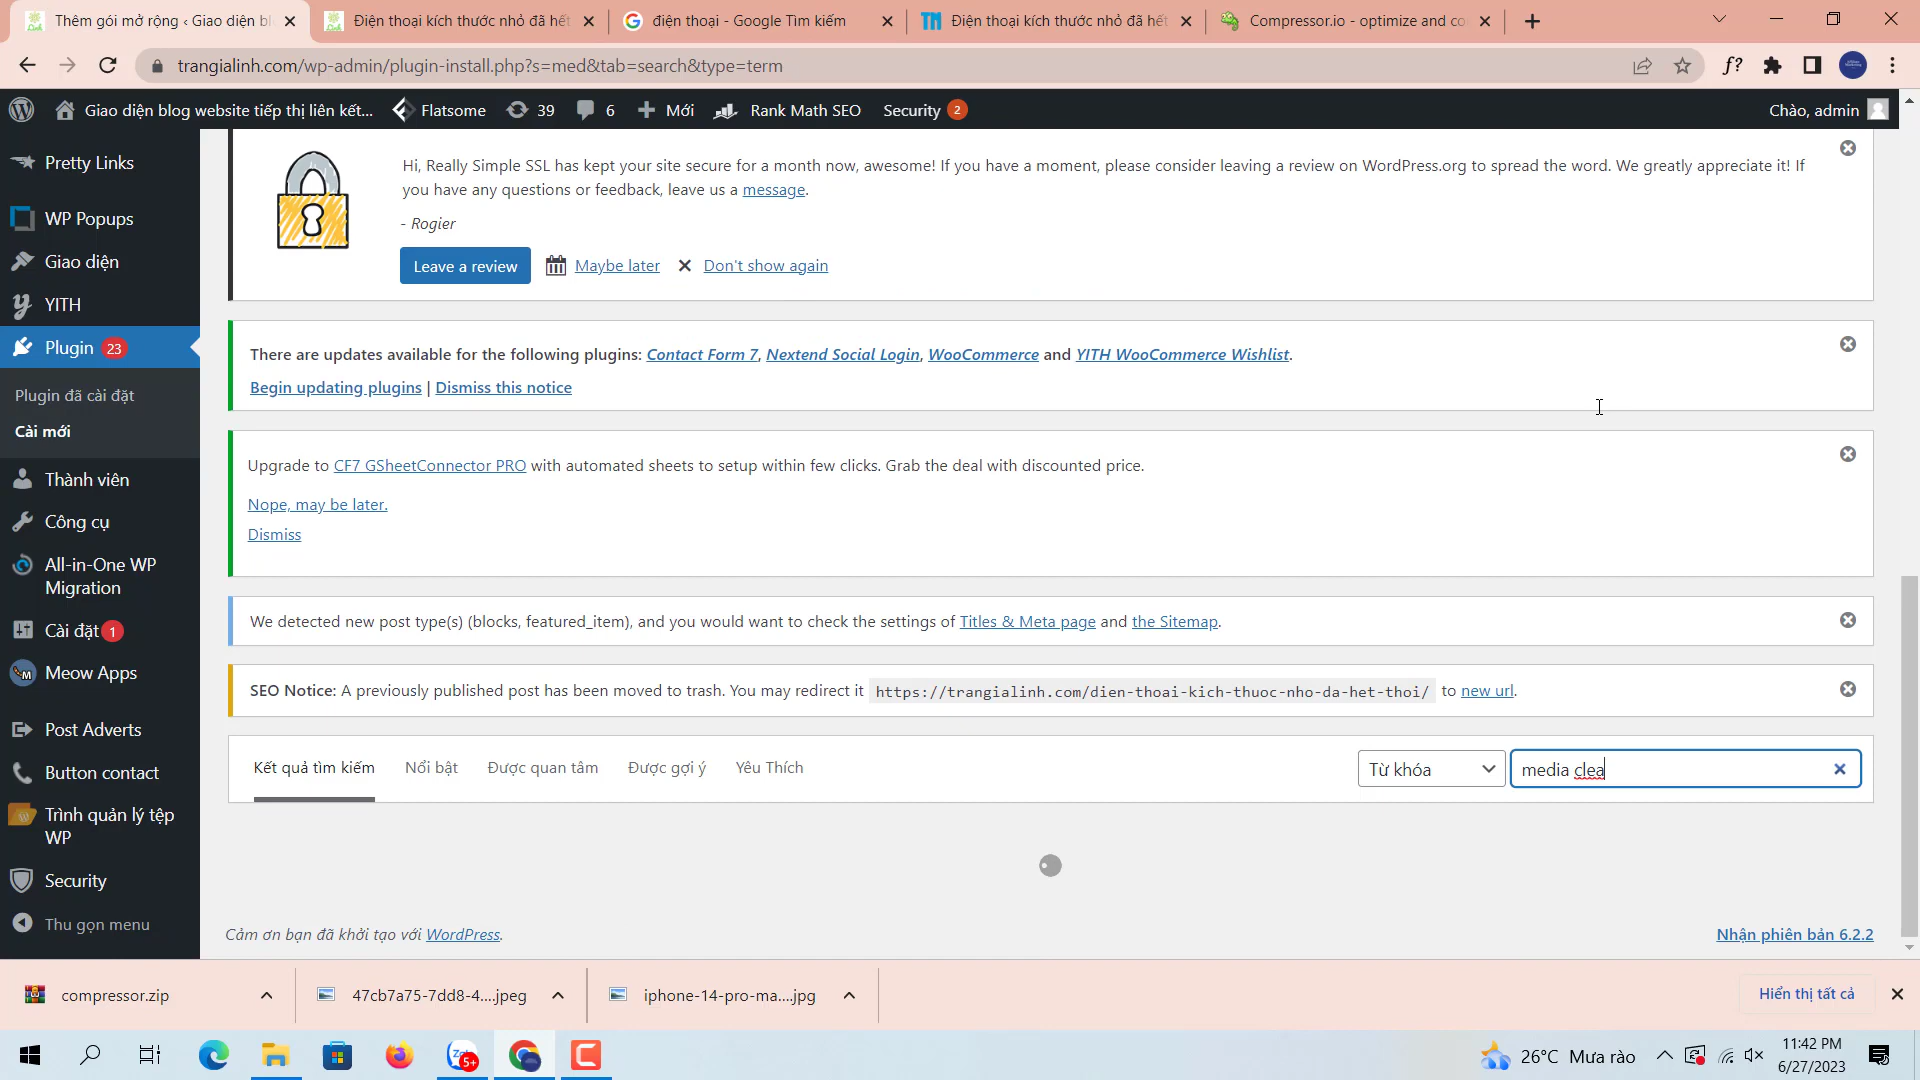 Thêm gói mở rộng ‹ Giao diện bl
Điện thoại kích thước nhỏ đã hết
điện thoại - Google Tìm kiếm
Điện thoại kích thước nhỏ đã hết
Compressor.io - optimize and co
trangialinh.com/wp-admin/plugin-install.php?s=med&tab=search&type=term
f?
Giao diện blog website tiếp thị liên kết...
Flatsome
39
6
Mới
Rank Math SEO
Security 2
Chào, admin
Pretty Links
WP Popups
Giao diện
YITH
Plugin 23
Plugin đã cài đặt
Cài mới
Thành viên
Công cụ
All-in-One WP
Migration
Cài đặt 1
Meow Apps
Post Adverts
Button contact
Trình quản lý tệp
WP
Security
Thu gọn menu
Hi, Really Simple SSL has kept your site secure for a month now, awesome! If you have a moment, please consider leaving a review on WordPress.org to spread the word. We greatly appreciate it! If
you have any questions or feedback, leave us a message.
- Rogier
Leave a review
Maybe later
Don't show again
There are updates available for the following plugins: Contact Form 7, Nextend Social Login, WooCommerce and YITH WooCommerce Wishlist.
Begin updating plugins | Dismiss this notice
Upgrade to CF7 GSheetConnector PRO with automated sheets to setup within few clicks. Grab the deal with discounted price.
Nope, may be later.
Dismiss
We detected new post type(s) (blocks, featured_item), and you would want to check the settings of Titles & Meta page and the Sitemap.
SEO Notice: A previously published post has been moved to trash. You may redirect it https://trangialinh.com/dien-thoai-kich-thuoc-nho-da-het-thoi/ to new url.
Kết quả tìm kiếm
Nổi bật
Được quan tâm
Được gợi ý
Yêu Thích
Từ khóa
media clea
Cảm ơn bạn đã khởi tạo với WordPress.
Nhận phiên bản 6.2.2
compressor.zip
47cb7a75-7dd8-4....jpeg
iphone-14-pro-ma....jpg
Hiển thị tất cả
5+
26°C Mưa rào
11:42 PM
6/27/2023